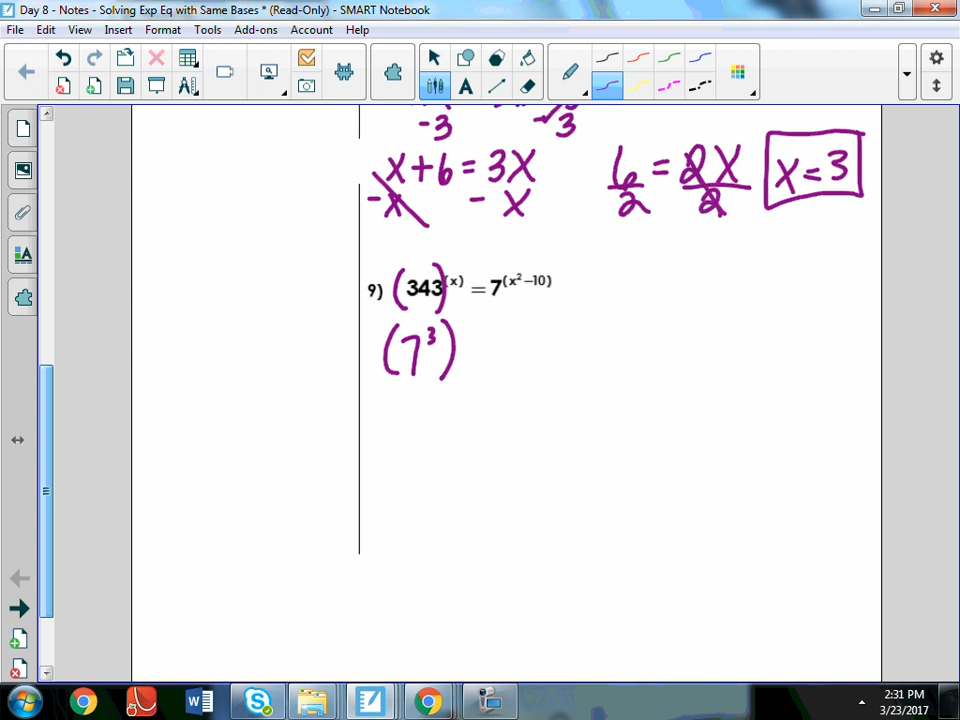 Day 8 - Notes - Solving Exp Eq with Same Bases * (Read-Only) - SMART Notebook
File Edit View Insert Format Tools Add-ons Account Help
-3 3
x+6=3x 6=2x x=3
-x -x 2 2
9) (343)^(x) = 7^(x²-10)
(7³)
2:31 PM
3/23/2017